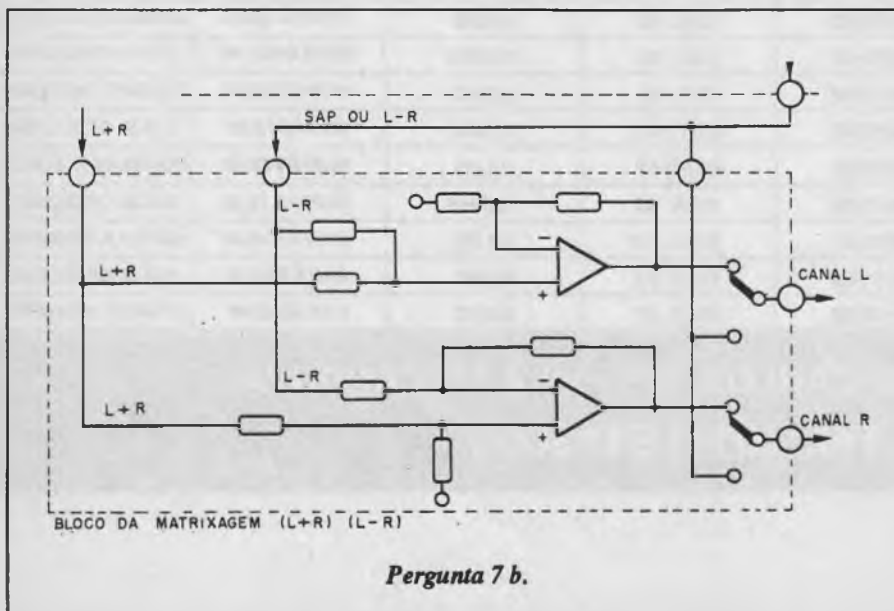 SAP OU L-R
L+R
L-R
-
+
L+R
CANAL L
L-R
-
+
L+R
CANAL R
BLOCO DA MATRIXAGEM (L+R) (L-R)
Pergunta 7 b.